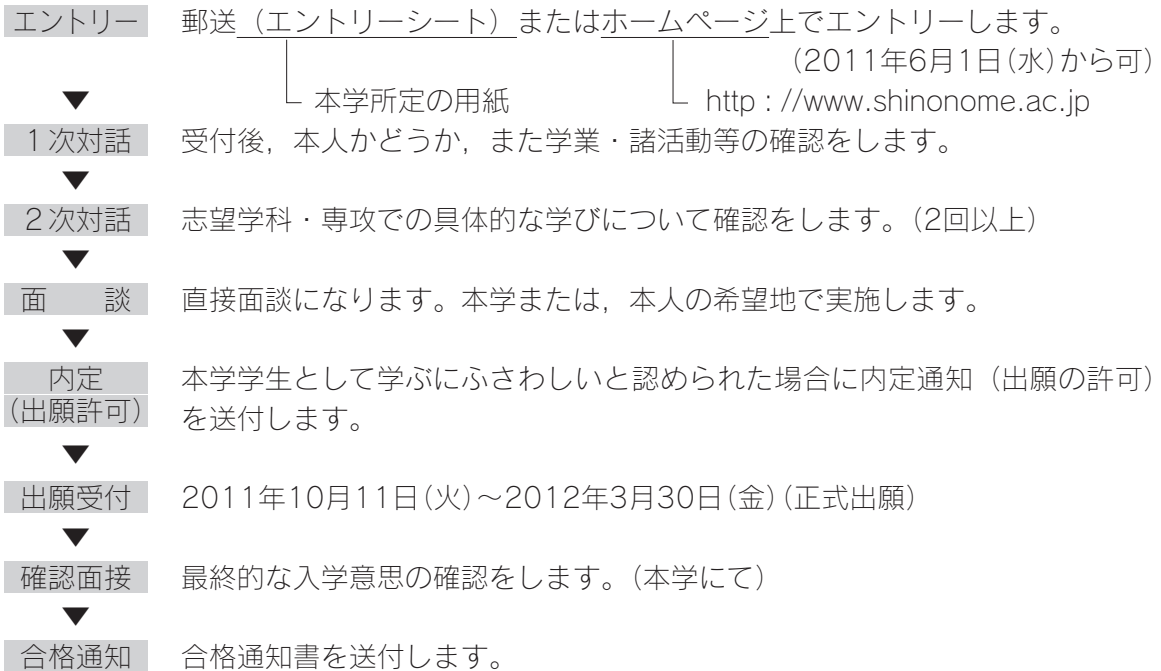 エントリー 郵送（エントリーシート）またはホームページ上でエントリーします。
（2011年6月1日（水）から可）
▼ 本学所定の用紙 http : //www.shinonome.ac.jp
１次対話 受付後，本人かどうか，また学業・諸活動等の確認をします。
▼
２次対話 志望学科・専攻での具体的な学びについて確認をします。（2回以上）
▼
面　　談 直接面談になります。本学または，本人の希望地で実施します。
▼
内定 本学学生として学ぶにふさわしいと認められた場合に内定通知（出願の許可）
（出願許可） を送付します。
▼
出願受付 2011年10月11日（火）～2012年3月30日（金）（正式出願）
▼
確認面接 最終的な入学意思の確認をします。（本学にて）
▼
合格通知 合格通知書を送付します。